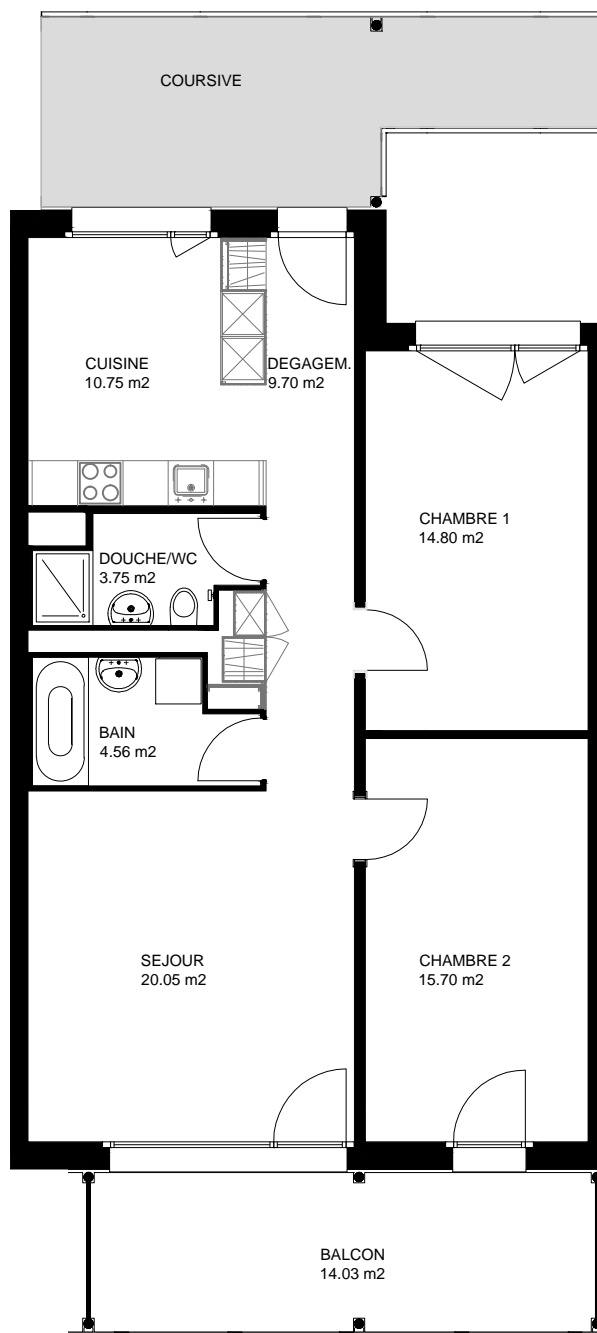 COURSIVE
CUISINE
10.75 m2
DEGAGEM.
9.70 m2
CHAMBRE 1
14.80 m2
DOUCHE/WC
3.75 m2
BAIN
4.56 m2
SEJOUR
20.05 m2
CHAMBRE 2
15.70 m2
BALCON
14.03 m2